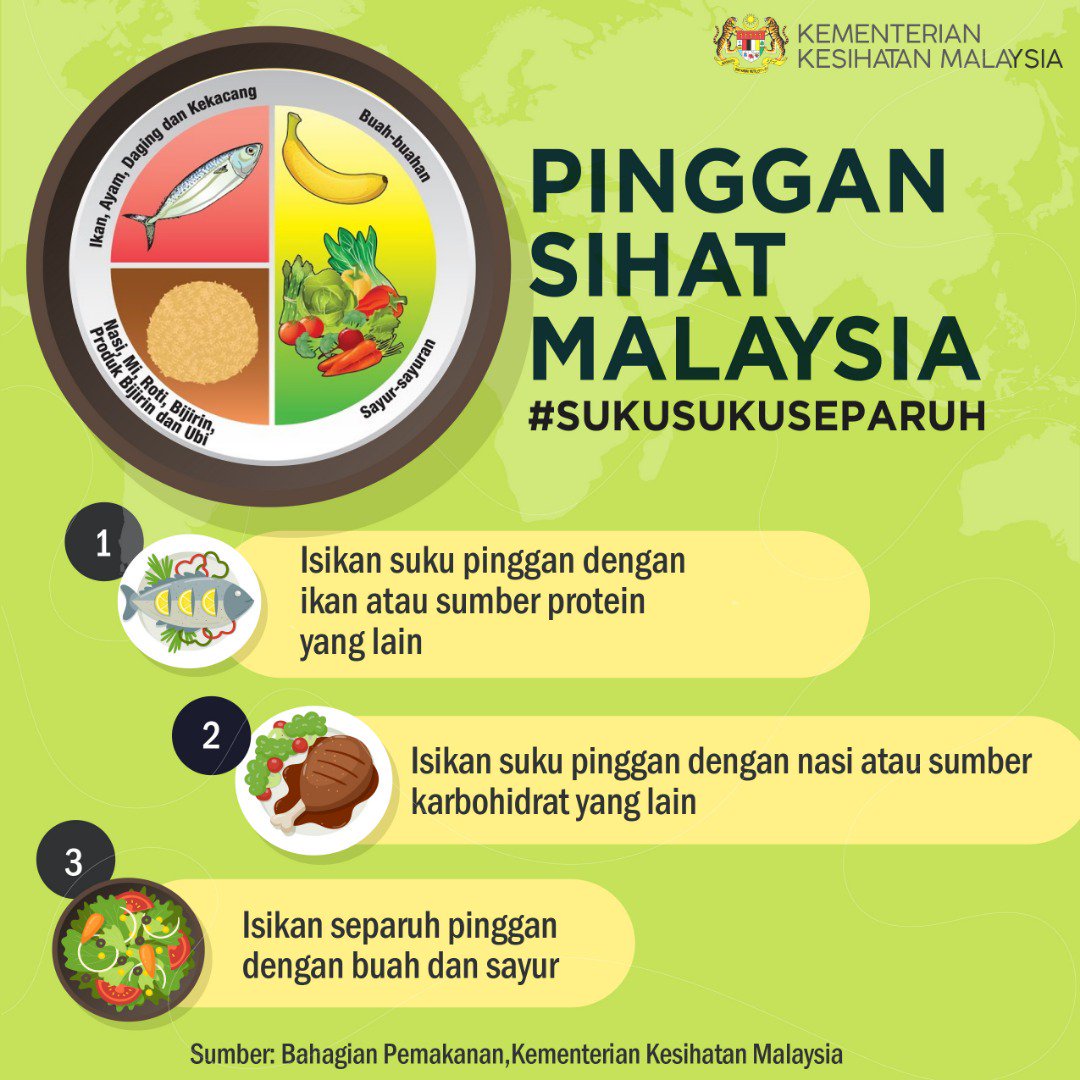 KEMENTERIAN
KESIHATAN MALAYSIA
Ikan, Ayam, Daging dan Kekacang
Buah-buahan
Nasi, Mi, Roti, Bijirin,
Produk Bijirin dan Ubi
Sayur-sayuran
PINGGAN
SIHAT
MALAYSIA
#SUKUSUKUSEPARUH
1
Isikan suku pinggan dengan
ikan atau sumber protein
yang lain
2
Isikan suku pinggan dengan nasi atau sumber
karbohidrat yang lain
3
Isikan separuh pinggan
dengan buah dan sayur
Sumber: Bahagian Pemakanan,Kementerian Kesihatan Malaysia